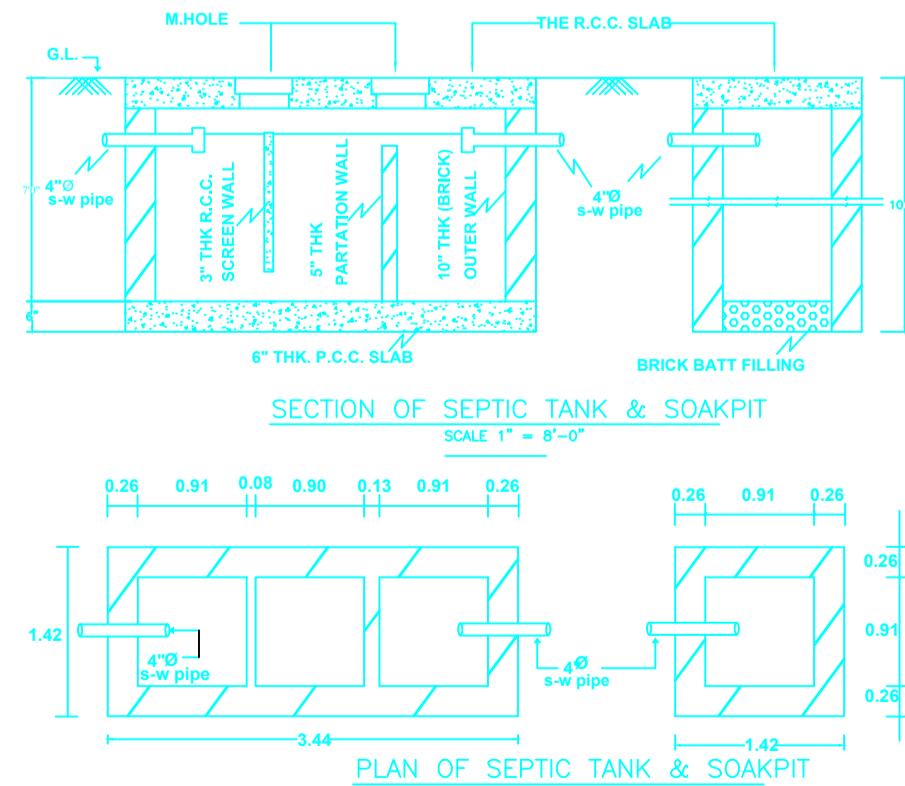 M.HOLE
THE R.C.C. SLAB
G.L.
4"Ø
s-w pipe
3" THK R.C.C.
SCREEN WALL
5" THK
PARTATION WALL
10" THK (BRICK)
OUTER WALL
4"Ø
s-w pipe
10'
6"
6" THK. P.C.C. SLAB
BRICK BATT FILLING
SECTION OF SEPTIC TANK & SOAKPIT
SCALE 1" = 8'-0"
0.26 0.91 0.08 0.90 0.13 0.91 0.26
0.26 0.91 0.26
0.26
1.42
0.91
4"Ø
s-w pipe
4"Ø
s-w pipe
0.26
3.44
1.42
PLAN OF SEPTIC TANK & SOAKPIT